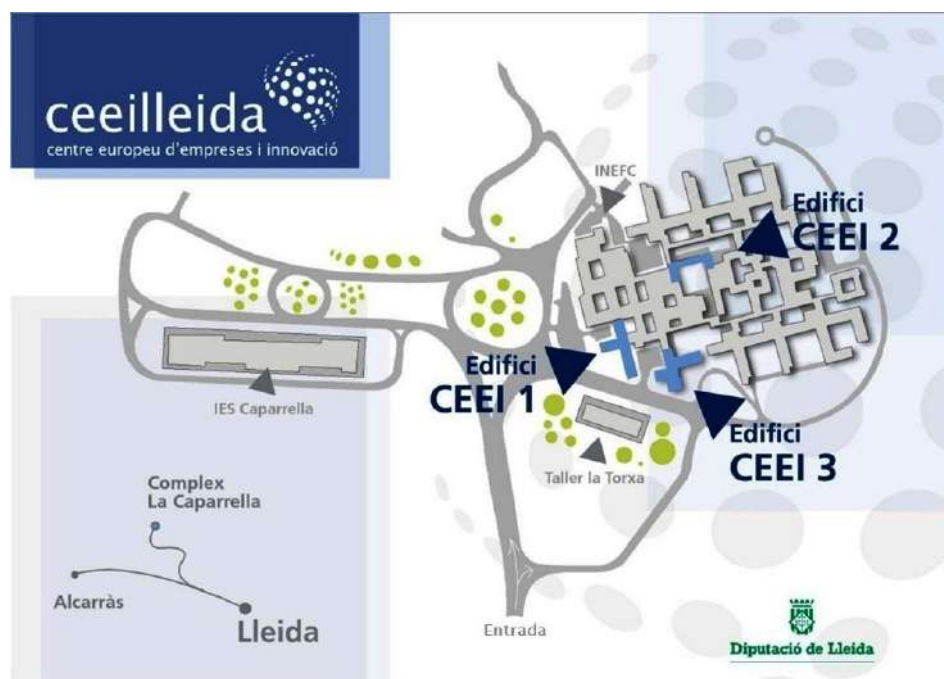 ceeilleida
centre europeu d'empreses i innovació
INEFC
Edifici
CEEI 2
Edifici
CEEI 1
IES Caparrella
Edifici
CEEI 3
Taller la Torxa
Complex
La Caparrella
Alcarràs
Lleida
Entrada
Diputació de Lleida